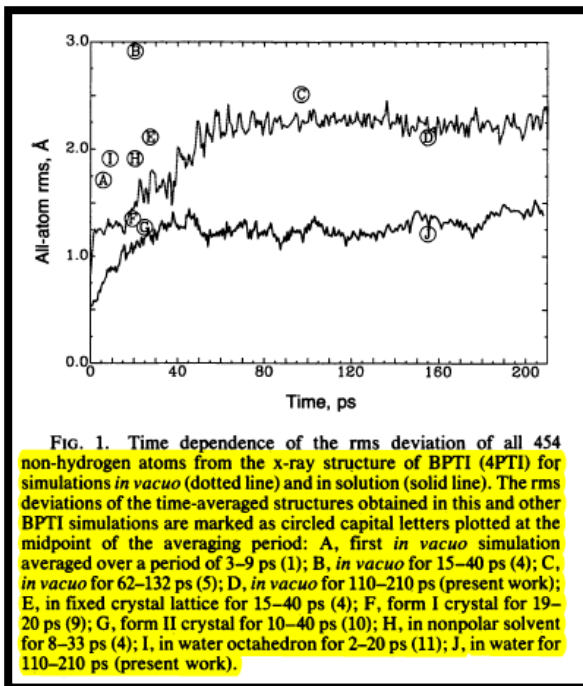 3.0
Ⓑ
Ⓒ
Ⓔ
Ⓘ Ⓗ
Ⓓ
2.0
Ⓐ
Ⓕ
Ⓖ
Ⓙ
1.0
0.0
All-atom rms, Å
0 40 80 120 160 200
Time, ps
FIG. 1. Time dependence of the rms deviation of all 454
non-hydrogen atoms from the x-ray structure of BPTI (4PTI) for
simulations in vacuo (dotted line) and in solution (solid line). The rms
deviations of the time-averaged structures obtained in this and other
BPTI simulations are marked as circled capital letters plotted at the
midpoint of the averaging period: A, first in vacuo simulation
averaged over a period of 3–9 ps (1); B, in vacuo for 15–40 ps (4); C,
in vacuo for 62–132 ps (5); D, in vacuo for 110–210 ps (present work);
E, in fixed crystal lattice for 15–40 ps (4); F, form I crystal for 19–
20 ps (9); G, form II crystal for 10–40 ps (10); H, in nonpolar solvent
for 8–33 ps (4); I, in water octahedron for 2–20 ps (11); J, in water for
110–210 ps (present work).